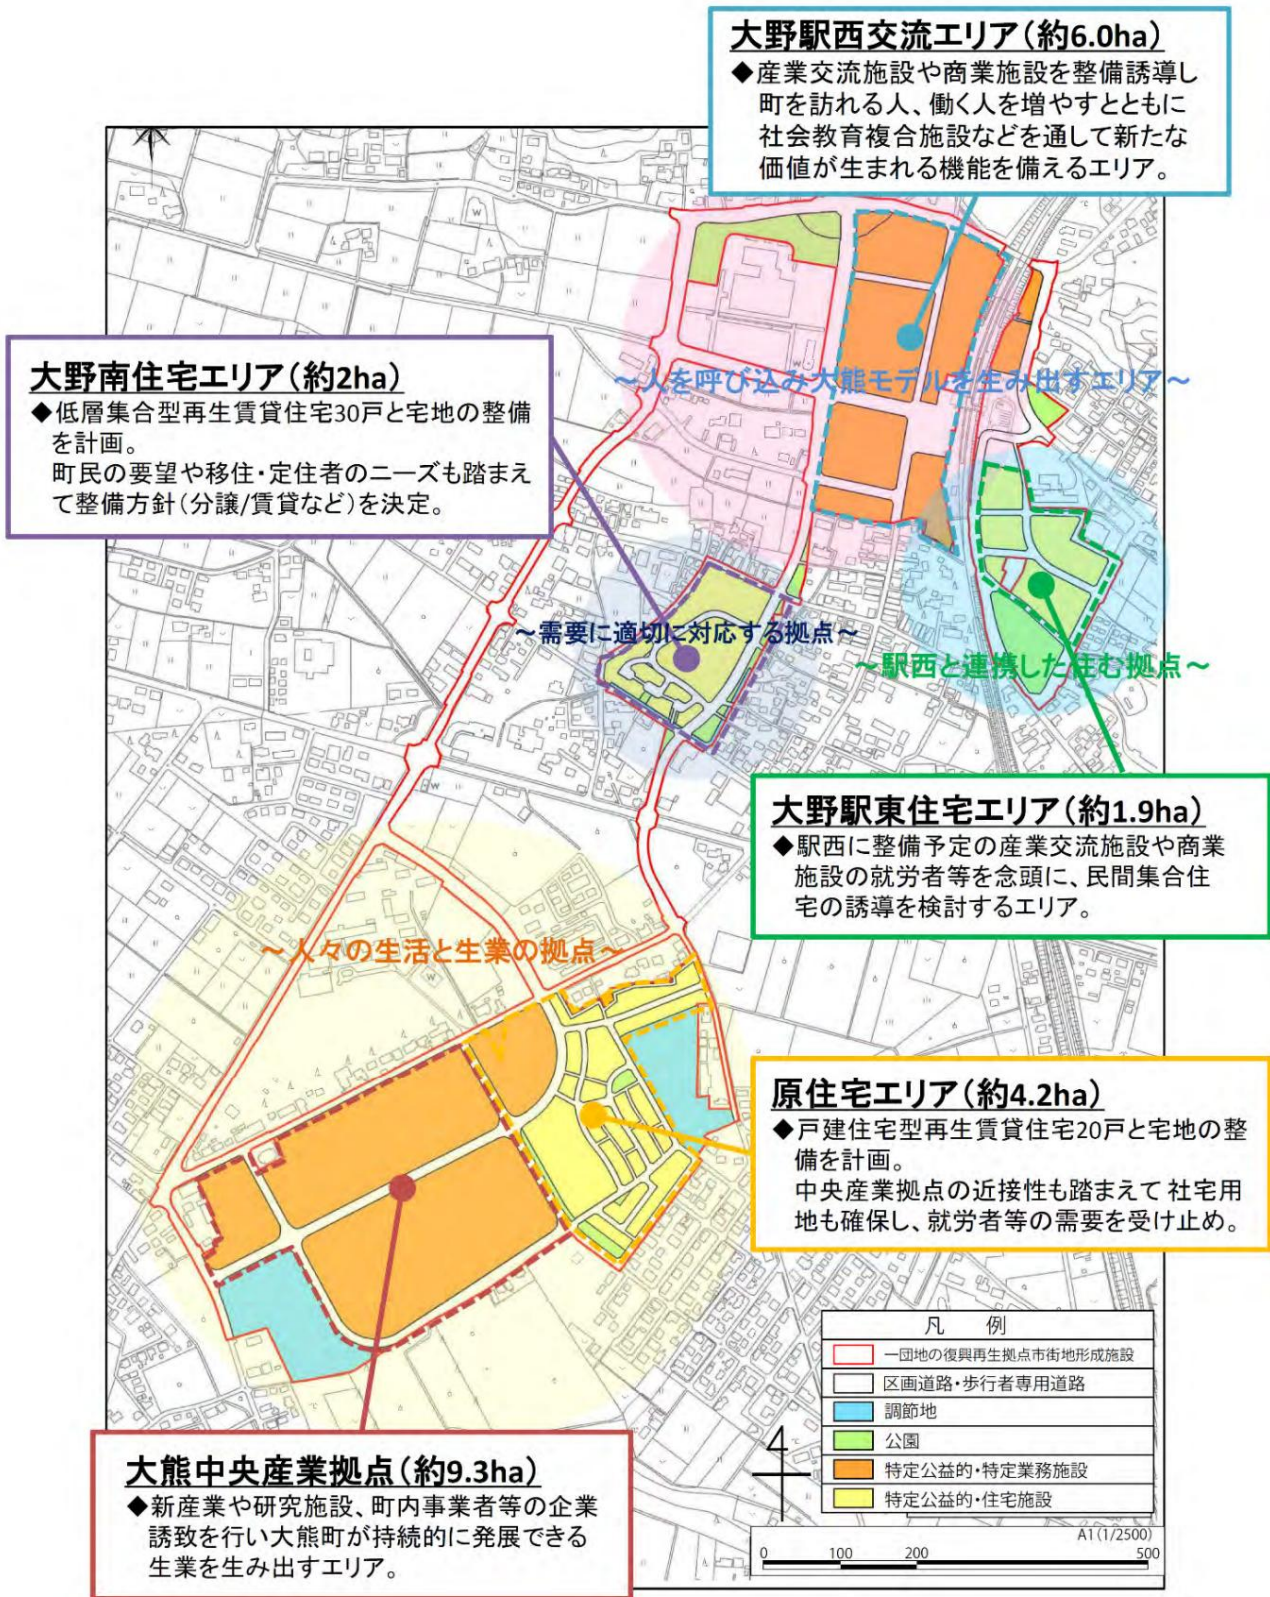 大野駅西交流エリア(約6.0ha)
◆産業交流施設や商業施設を整備誘導し
町を訪れる人、働く人を増やすとともに
社会教育複合施設などを通して新たな
価値が生まれる機能を備えるエリア。
大野南住宅エリア(約2ha)
◆低層集合型再生賃貸住宅30戸と宅地の整備
を計画。
町民の要望や移住・定住者のニーズも踏まえ
て整備方針(分譲/賃貸など)を決定。
～人を呼び込み大熊モデルを生み出すエリア～
～需要に適切に対応する拠点～
～駅西と連携した住む拠点～
大野駅東住宅エリア(約1.9ha)
◆駅西に整備予定の産業交流施設や商業
施設の就労者等を念頭に、民間集合住
宅の誘導を検討するエリア。
～人々の生活と生業の拠点～
原住宅エリア(約4.2ha)
◆戸建住宅型再生賃貸住宅20戸と宅地の整
備を計画。
中央産業拠点の近接性も踏まえて 社宅用
地も確保し、就労者等の需要を受け止め。
大熊中央産業拠点(約9.3ha)
◆新産業や研究施設、町内事業者等の企業
誘致を行い大熊町が持続的に発展できる
生業を生み出すエリア。
凡 例
一団地の復興再生拠点市街地形成施設
区画道路・歩行者専用道路
調節地
公園
特定公益的・特定業務施設
特定公益的・住宅施設
A1(1/2500)
0 100 200 500